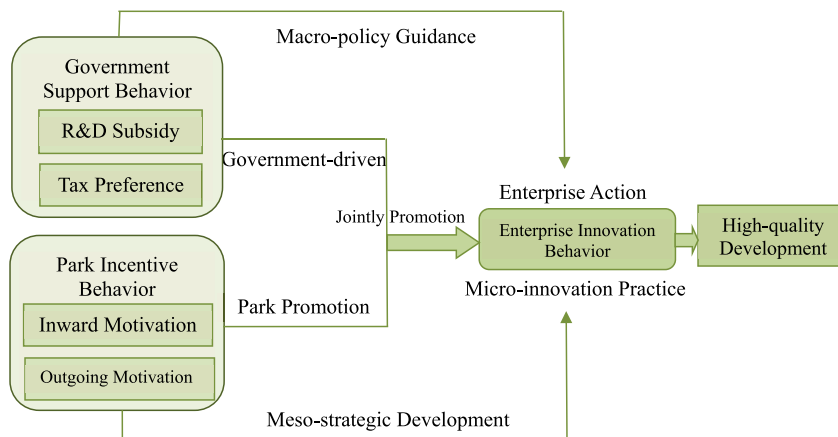 Macro-policy Guidance
Government
Support Behavior
R&D Subsidy
Tax Preference
Government-driven
Jointly Promotion
Enterprise Action
Enterprise Innovation
Behavior
Micro-innovation Practice
High-quality
Development
Park Incentive
Behavior
Inward Motivation
Outgoing Motivation
Park Promotion
Meso-strategic Development